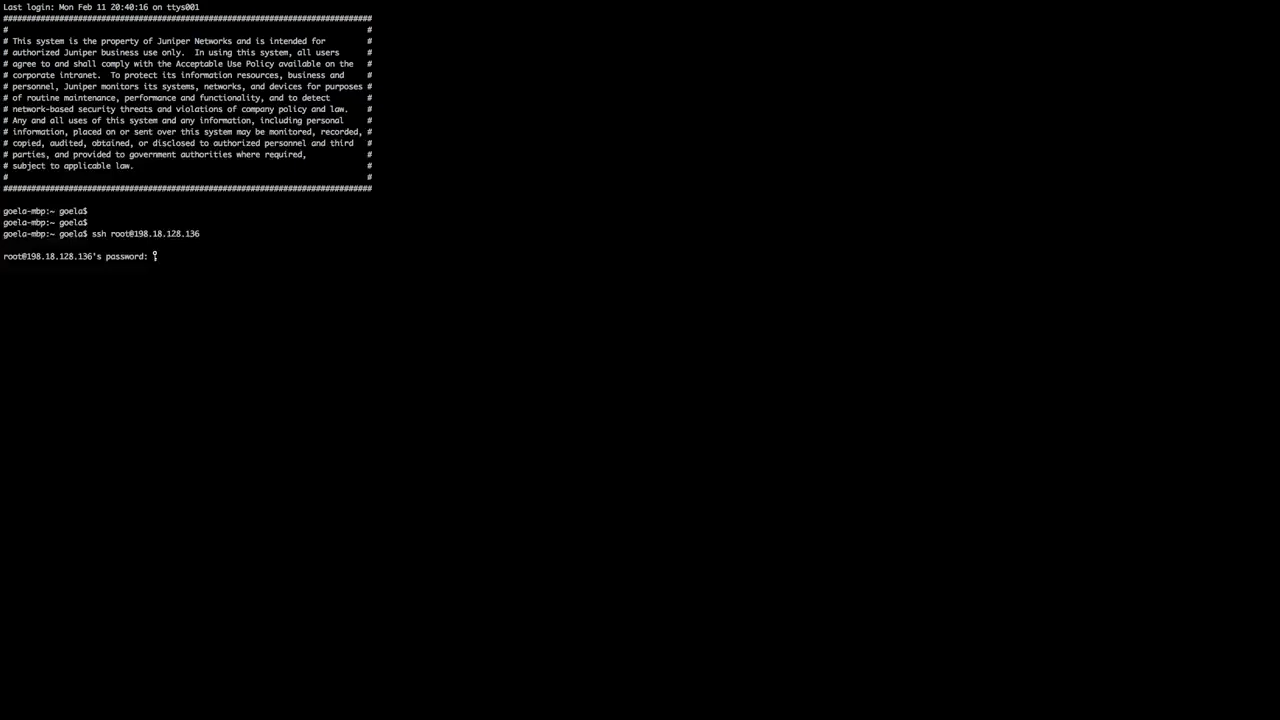 Last login: Mon Feb 11 20:40:16 on ttys001
###############################################################################
#                                                                             #
# This system is the property of Juniper Networks and is intended for         #
# authorized Juniper business use only.  In using this system, all users      #
# agree to and shall comply with the Acceptable Use Policy available on the   #
# corporate intranet.  To protect its information resources, business and     #
# personnel, Juniper monitors its systems, networks, and devices for purposes #
# of routine maintenance, performance and functionality, and to detect        #
# network-based security threats and violations of company policy and law.    #
# Any and all uses of this system and any information, including personal     #
# information, placed on or sent over this system may be monitored, recorded, #
# copied, audited, obtained, or disclosed to authorized personnel and third   #
# parties, and provided to government authorities where required,             #
# subject to applicable law.                                                  #
#                                                                             #
###############################################################################
goela-mbp:~ goela$
goela-mbp:~ goela$
goela-mbp:~ goela$ ssh root@198.18.128.136
root@198.18.128.136's password: